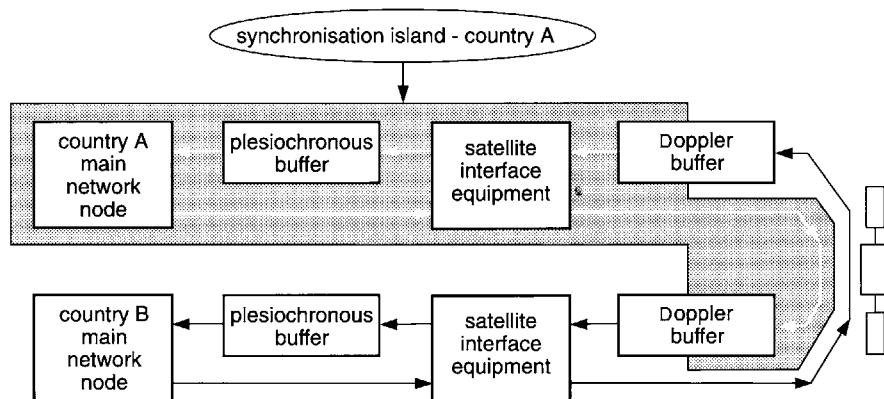 synchronisation island - country A
country A
main
network
node
plesiochronous
buffer
satellite
interface
equipment
Doppler
buffer
country B
main
network
node
plesiochronous
buffer
satellite
interface
equipment
Doppler
buffer